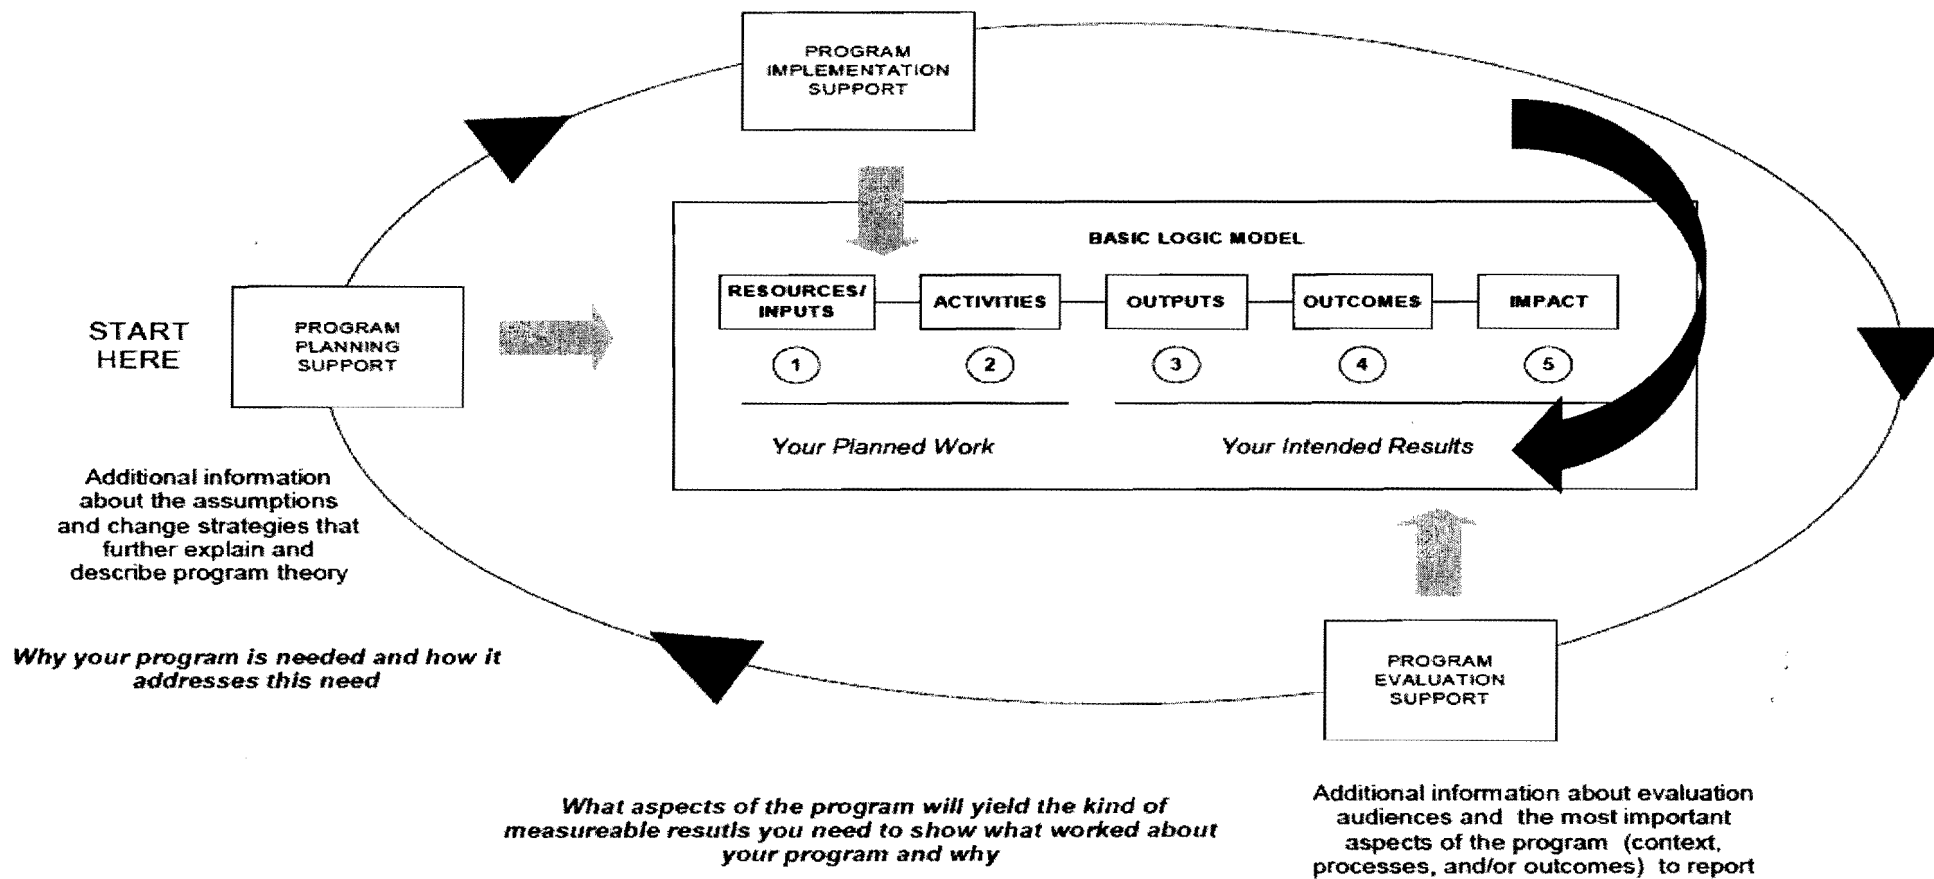 PROGRAM
IMPLEMENTATION
SUPPORT
BASIC LOGIC MODEL
RESOURCES/
INPUTS
ACTIVITIES
OUTPUTS
OUTCOMES
IMPACT
1
2
3
4
5
Your Planned Work
Your Intended Results
START
HERE
PROGRAM
PLANNING
SUPPORT
Additional information
about the assumptions
and change strategies that
further explain and
describe program theory
Why your program is needed and how it
addresses this need
PROGRAM
EVALUATION
SUPPORT
What aspects of the program will yield the kind of
measureable resutls you need to show what worked about
your program and why
Additional information about evaluation
audiences and the most important
aspects of the program (context,
processes, and/or outcomes) to report